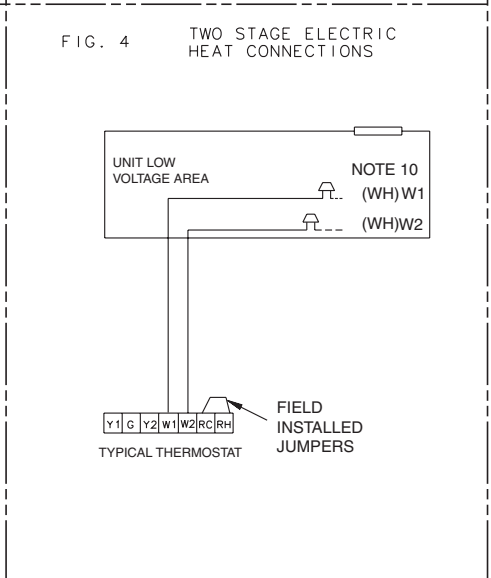 FIG. 4
TWO STAGE ELECTRIC
HEAT CONNECTIONS
UNIT LOW
VOLTAGE AREA
NOTE 10
(WH) W1
(WH)W2
Y1 G Y2 W1 W2 RC RH
TYPICAL THERMOSTAT
FIELD
INSTALLED
JUMPERS